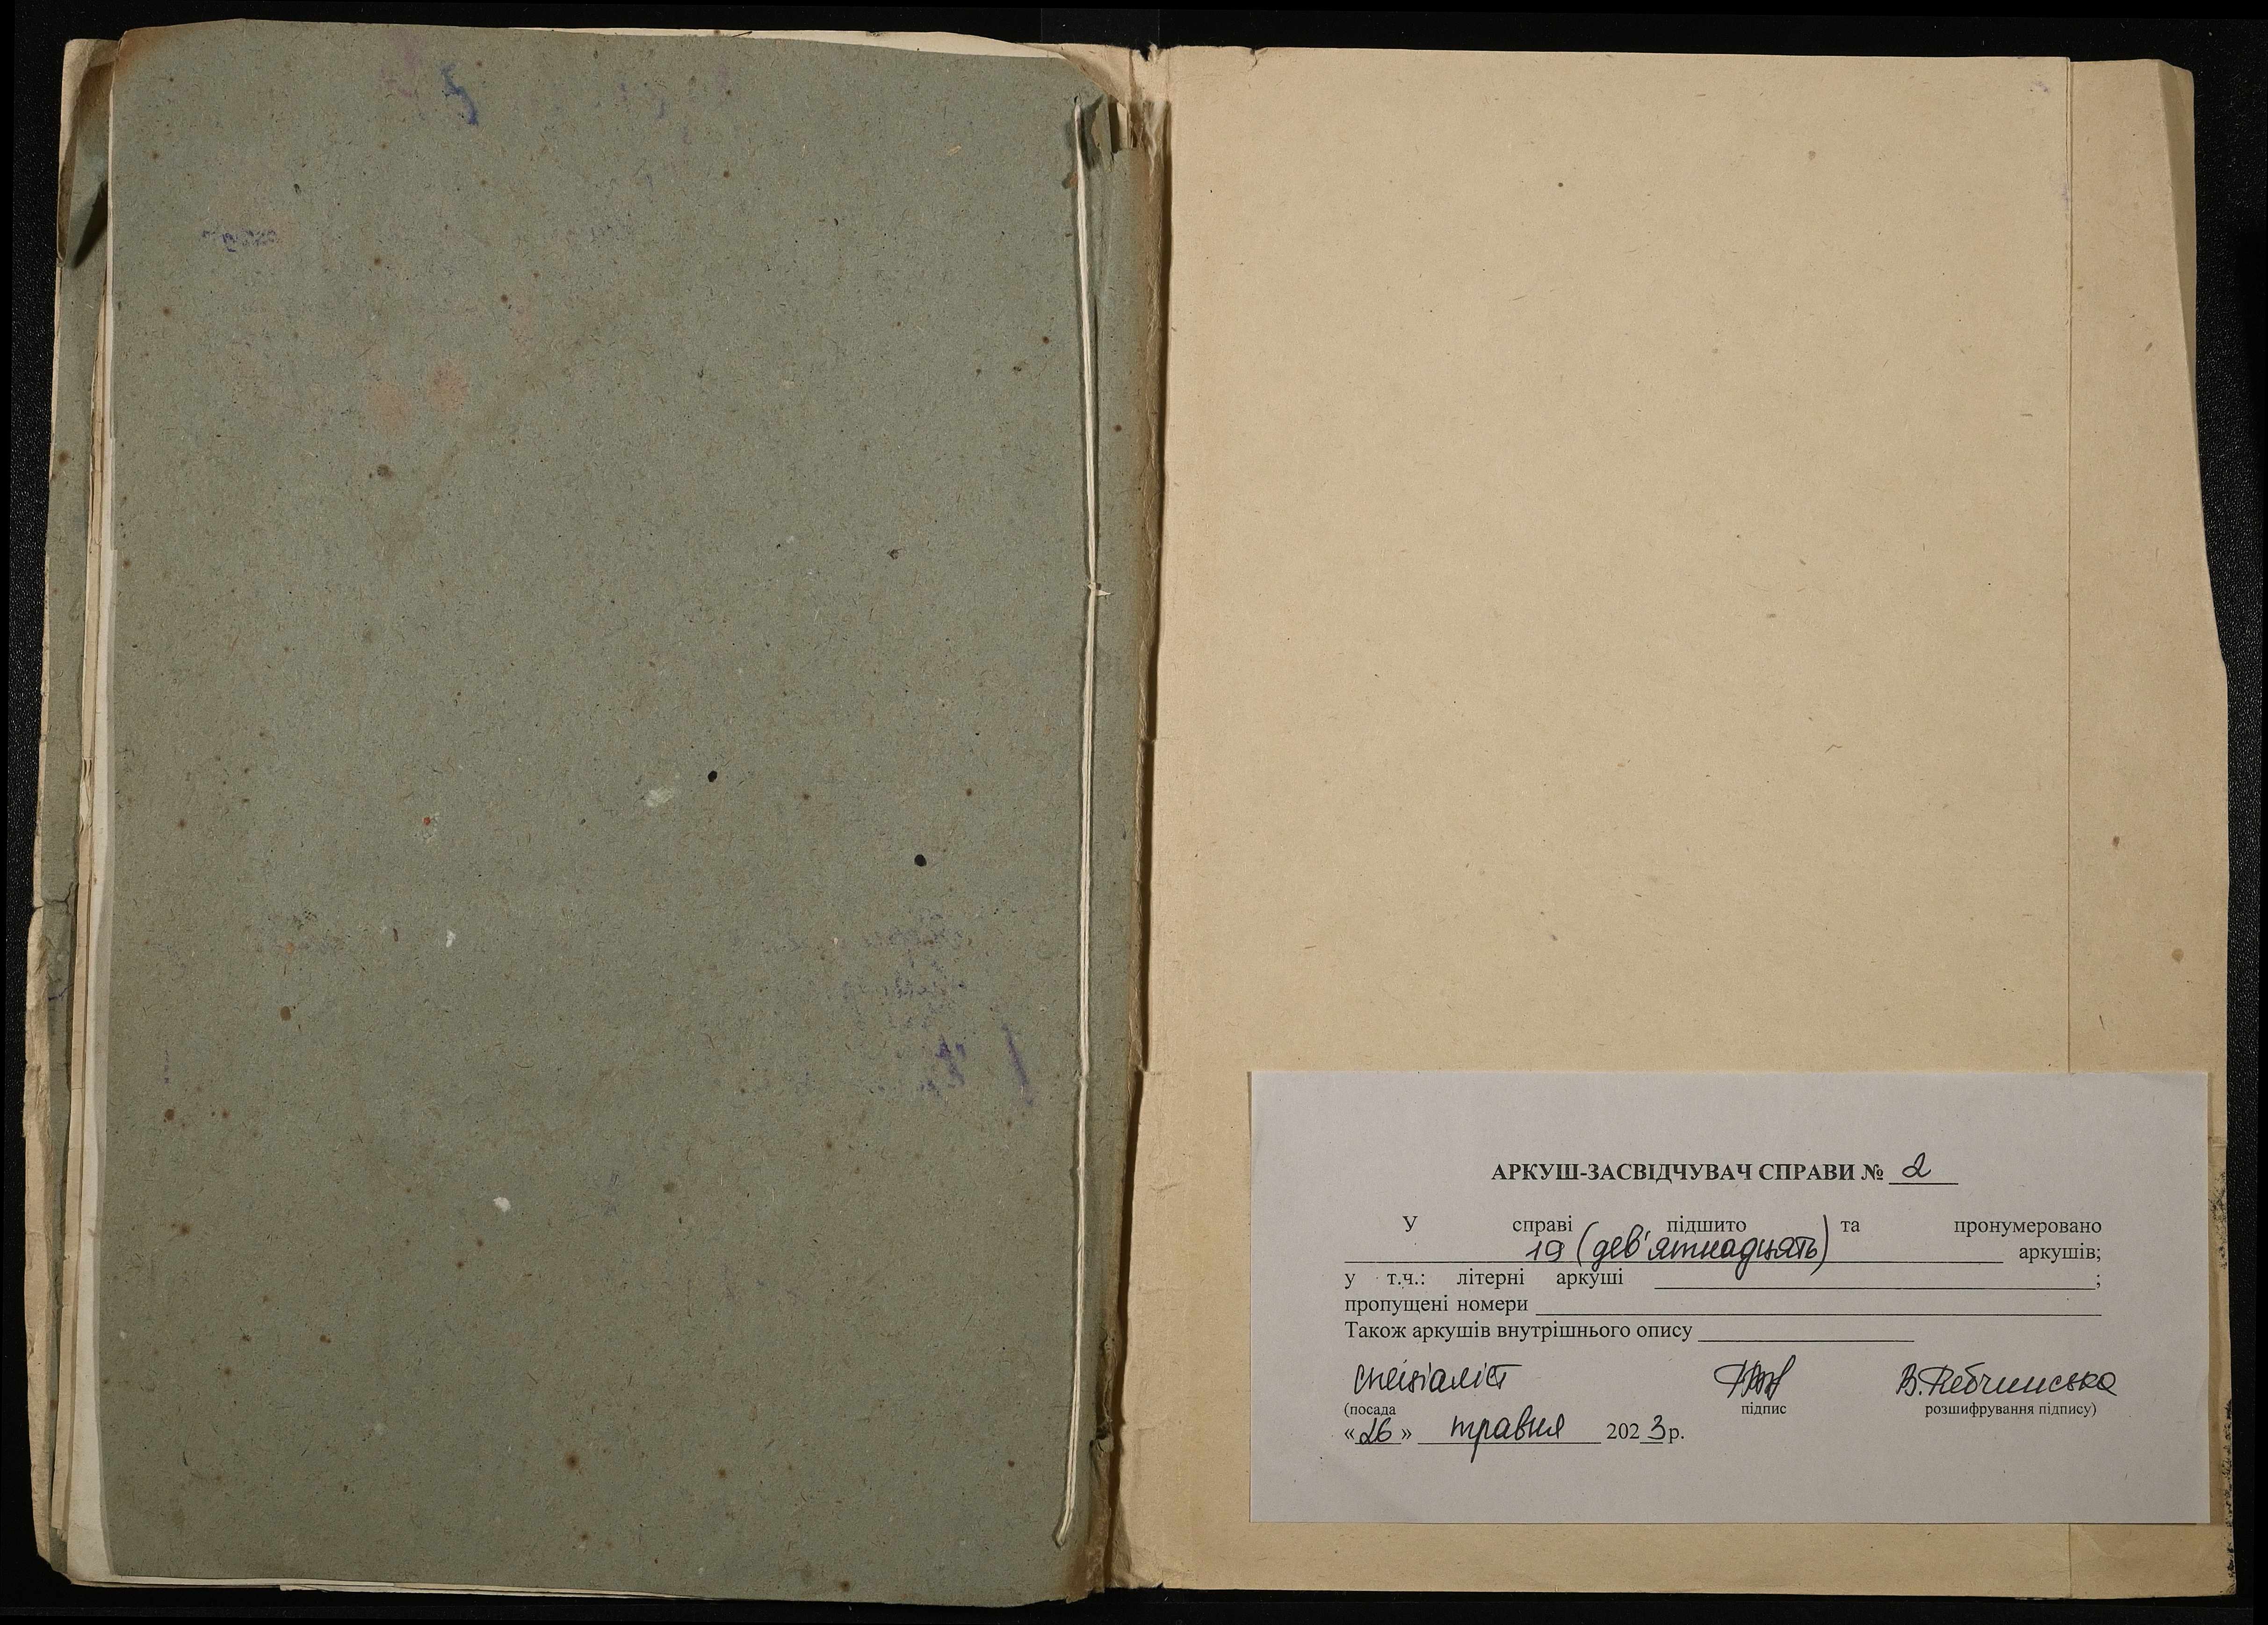 АРКУШ-ЗАСВІДЧУВАЧ СПРАВИ № 2
У справі підшито та пронумеровано
19 (дев'ятнадцять) аркушів;
у т.ч.: літерні аркуші ;
пропущені номери
Також аркушів внутрішнього опису
спеціаліст В. Ребчинська
(посада підпис розшифрування підпису)
«26» травня 2023 р.